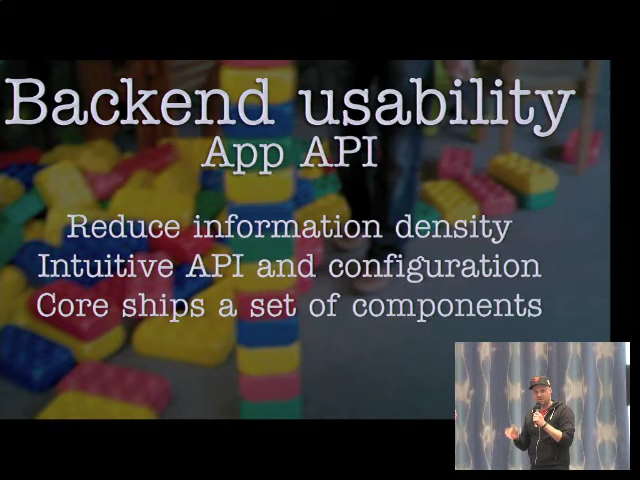 Backend usability
App API
Reduce information density
Intuitive API and configuration
Core ships a set of components